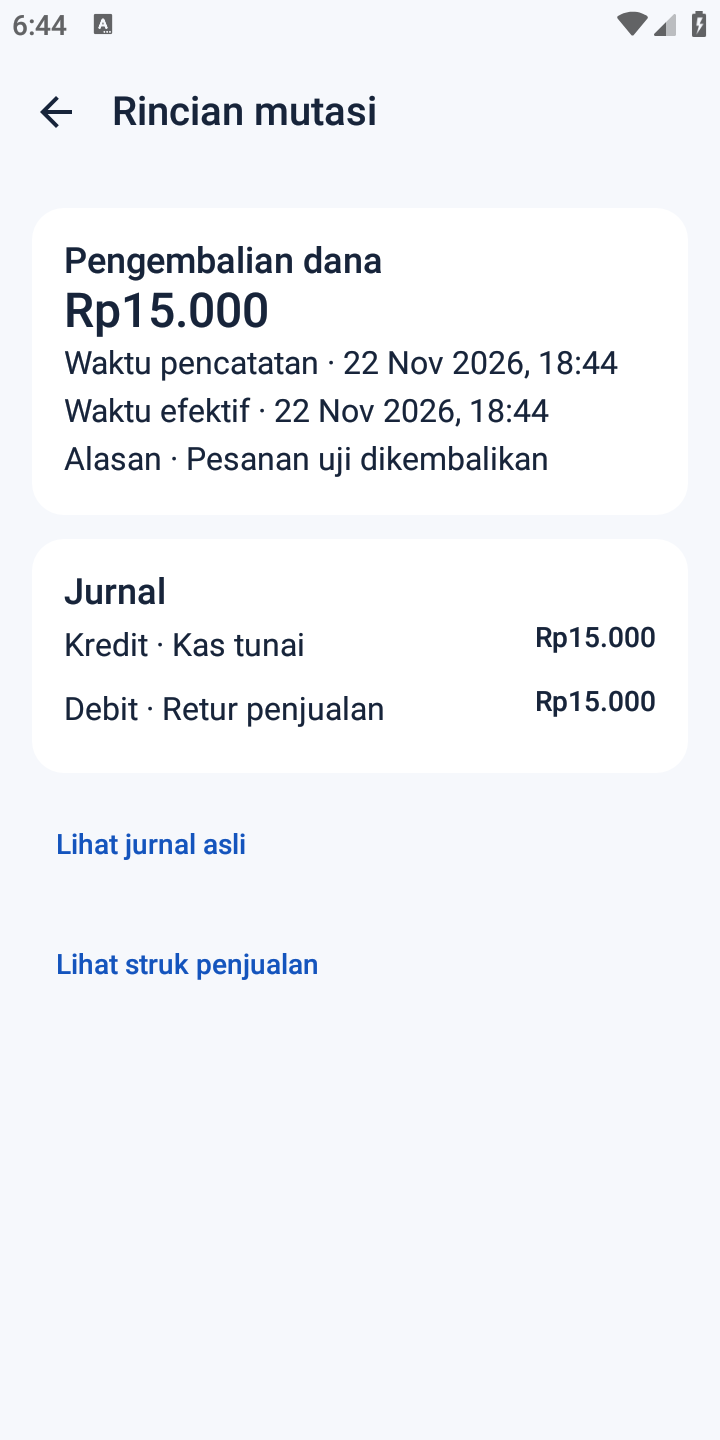 6:44
Rincian mutasi
Pengembalian dana
Rp15.000
Waktu pencatatan · 22 Nov 2026, 18:44
Waktu efektif · 22 Nov 2026, 18:44
Alasan · Pesanan uji dikembalikan
Jurnal
Kredit · Kas tunai Rp15.000
Debit · Retur penjualan Rp15.000
Lihat jurnal asli
Lihat struk penjualan